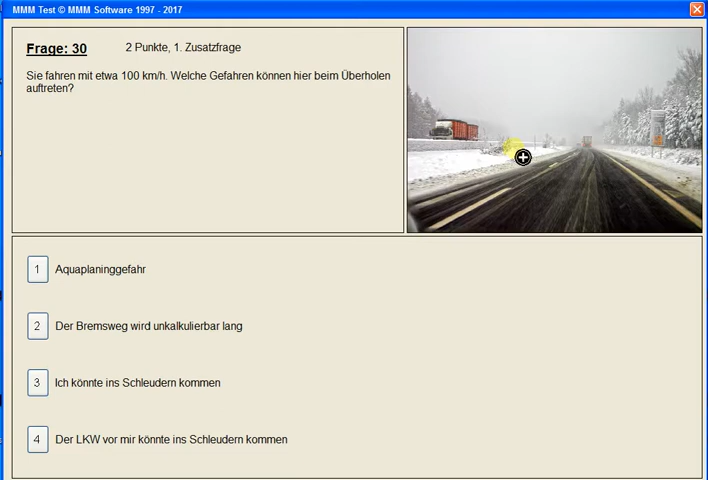 MMM Test © MMM Software 1997 - 2017
Frage: 30 2 Punkte, 1. Zusatzfrage
Sie fahren mit etwa 100 km/h. Welche Gefahren können hier beim Überholen
auftreten?
1 Aquaplaninggefahr
2 Der Bremsweg wird unkalkulierbar lang
3 Ich könnte ins Schleudern kommen
4 Der LKW vor mir könnte ins Schleudern kommen